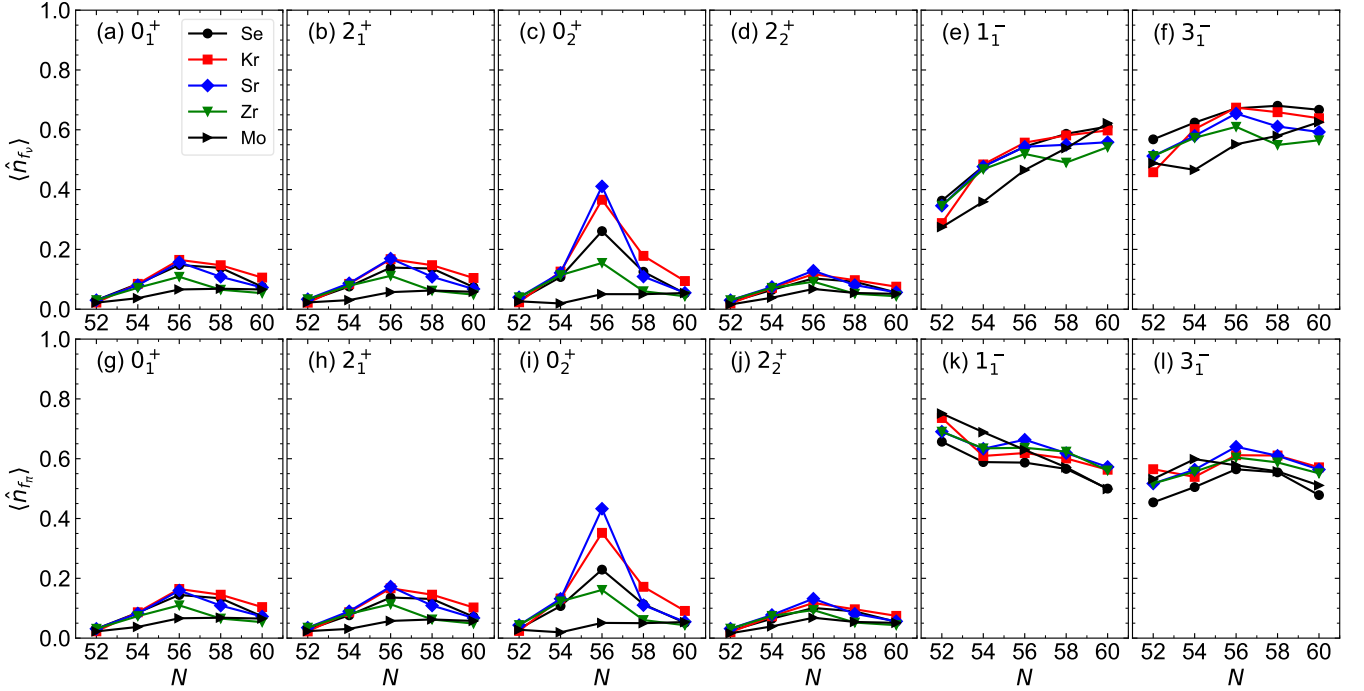 1.0
0.8
0.6
0.4
0.2
0.0
⟨n̂_{f_ν}⟩
(a) 0₁⁺
Se
Kr
Sr
Zr
Mo
(b) 2₁⁺
(c) 0₂⁺
(d) 2₂⁺
(e) 1₁⁻
(f) 3₁⁻
52 54 56 58 60
52 54 56 58 60
52 54 56 58 60
52 54 56 58 60
52 54 56 58 60
52 54 56 58 60
1.0
0.8
0.6
0.4
0.2
0.0
⟨n̂_{f_π}⟩
(g) 0₁⁺
(h) 2₁⁺
(i) 0₂⁺
(j) 2₂⁺
(k) 1₁⁻
(l) 3₁⁻
52 54 56 58 60
52 54 56 58 60
52 54 56 58 60
52 54 56 58 60
52 54 56 58 60
52 54 56 58 60
N
N
N
N
N
N